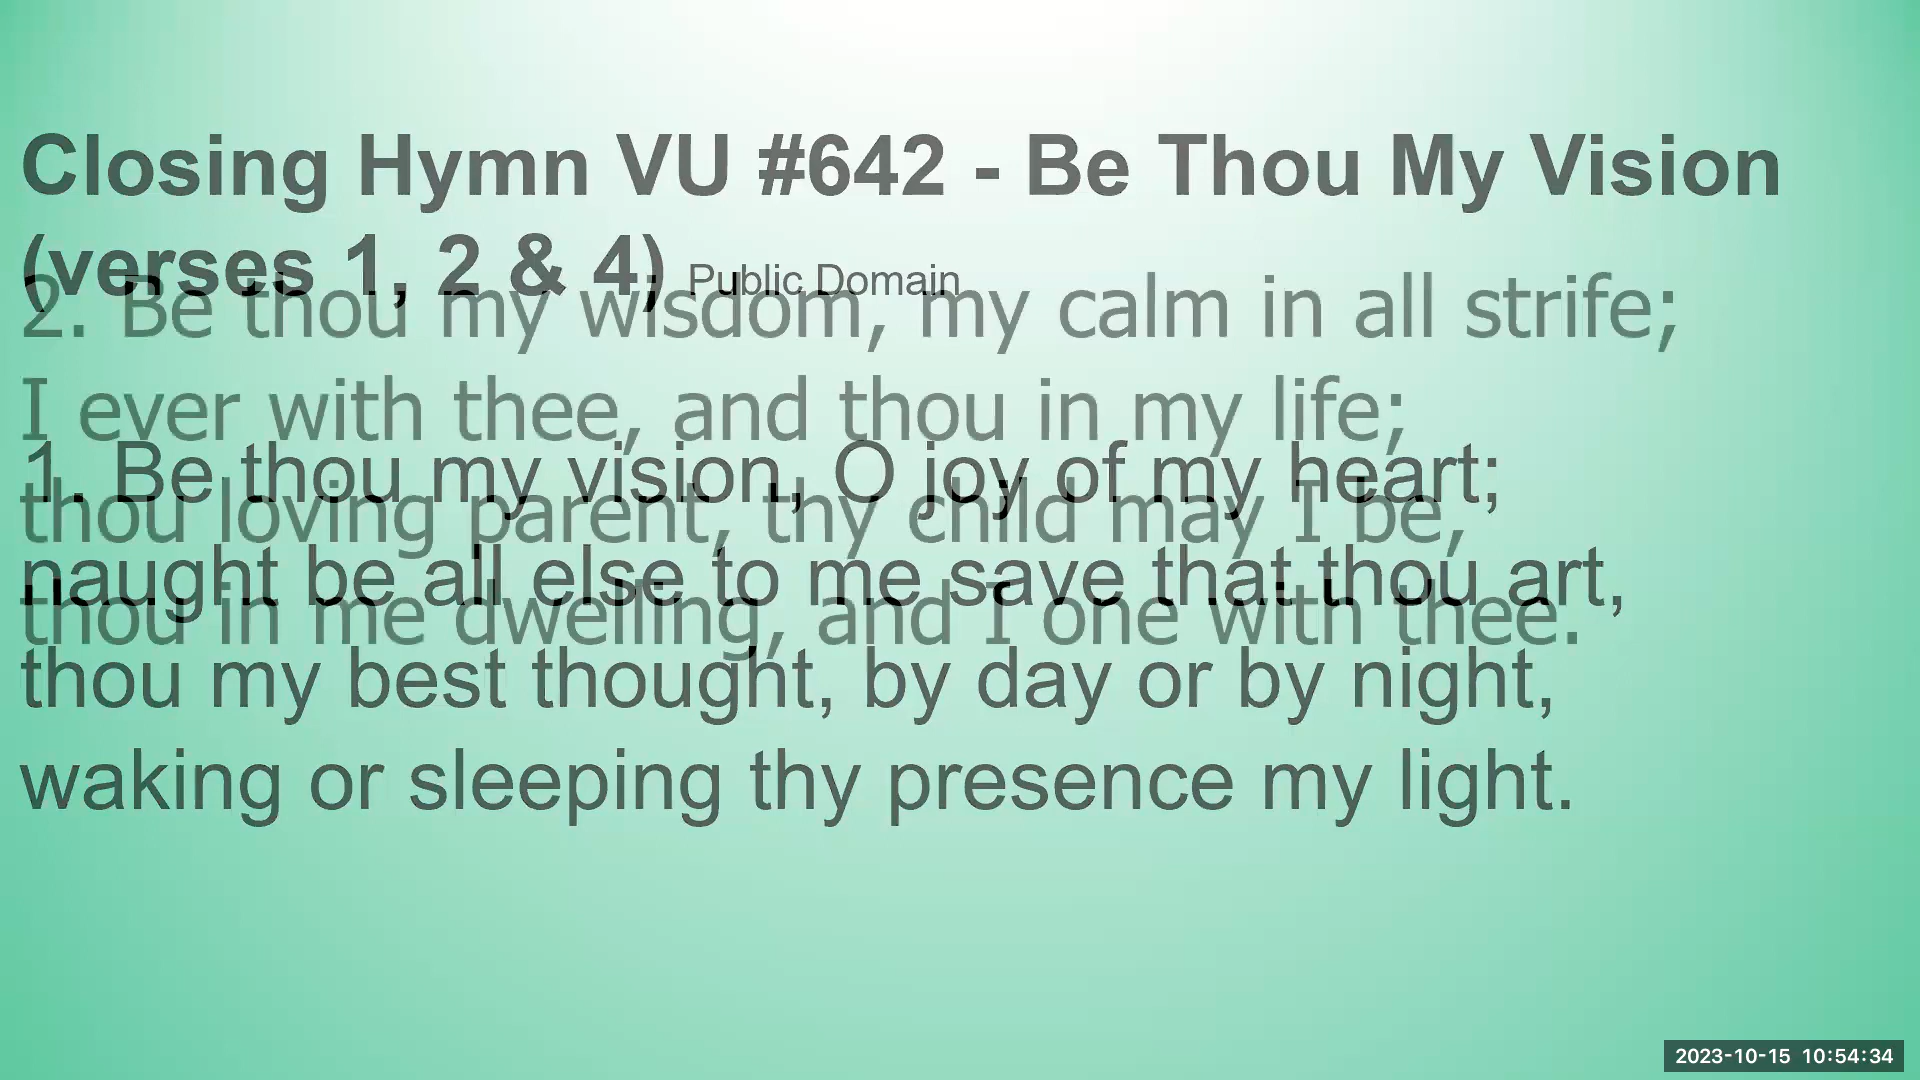 Closing Hymn VU #642 - Be Thou My Vision
(verses 1, 2 & 4) Public Domain
2. Be thou my wisdom, my calm in all strife;
I ever with thee, and thou in my life;
1. Be thou my vision, O joy of my heart;
thou loving parent, thy child may I be,
naught be all else to me save that thou art,
thou in me dwelling, and I one with thee.
thou my best thought, by day or by night,
waking or sleeping thy presence my light.
2023-10-15 10:54:34